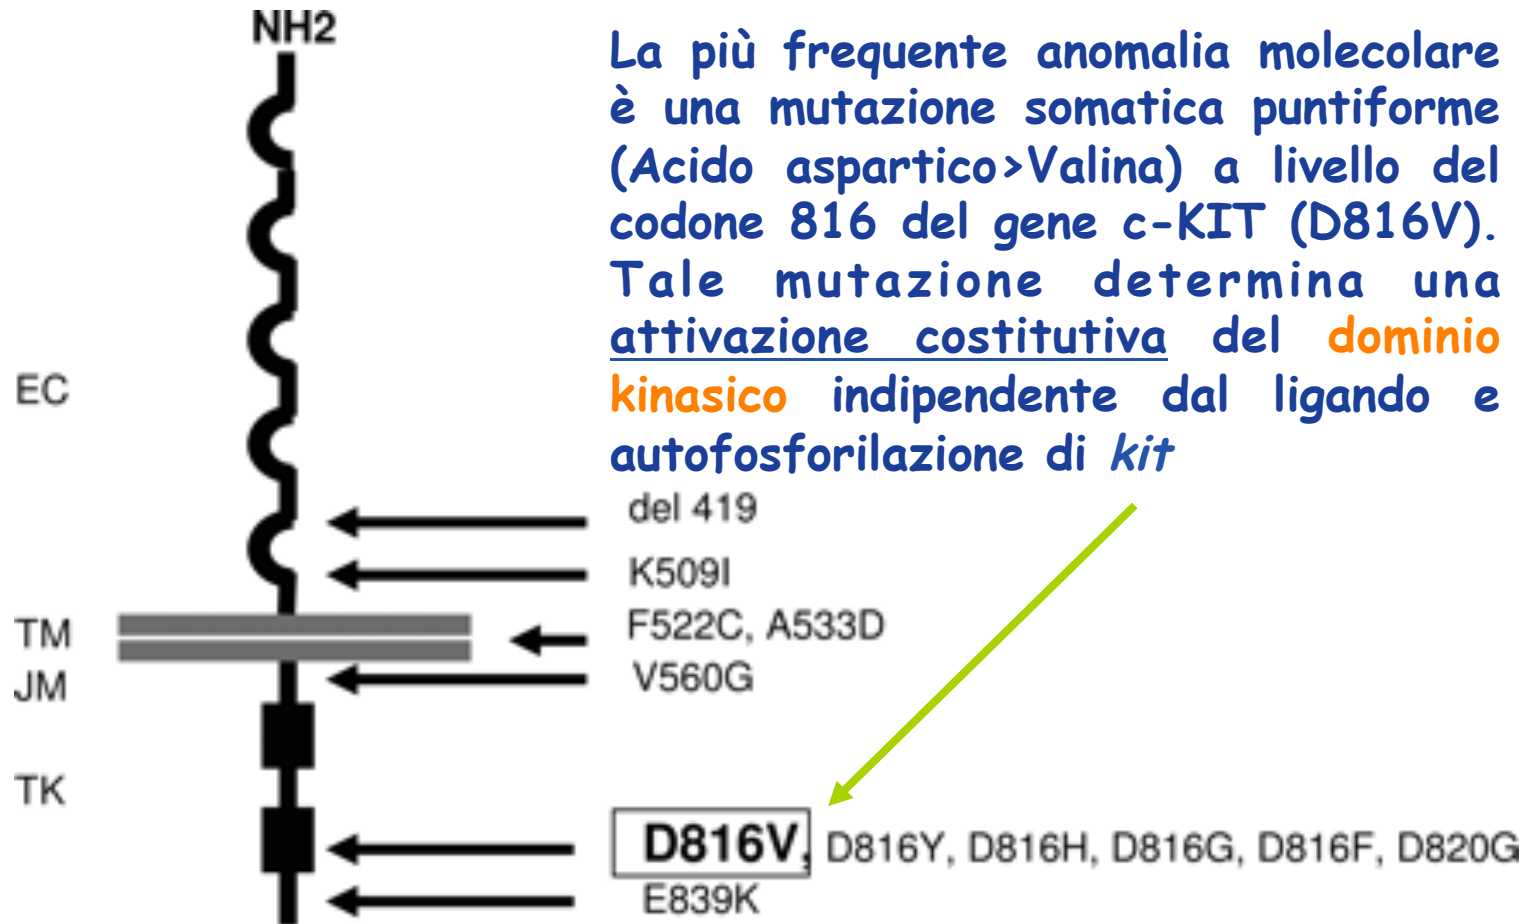 NH2
La più frequente anomalia molecolare
è una mutazione somatica puntiforme
(Acido aspartico>Valina) a livello del
codone 816 del gene c-KIT (D816V).
Tale mutazione determina una
attivazione costitutiva del dominio
kinasico indipendente dal ligando e
autofosforilazione di kit
EC
del 419
K509I
TM
F522C, A533D
JM
V560G
TK
D816V, D816Y, D816H, D816G, D816F, D820G
E839K